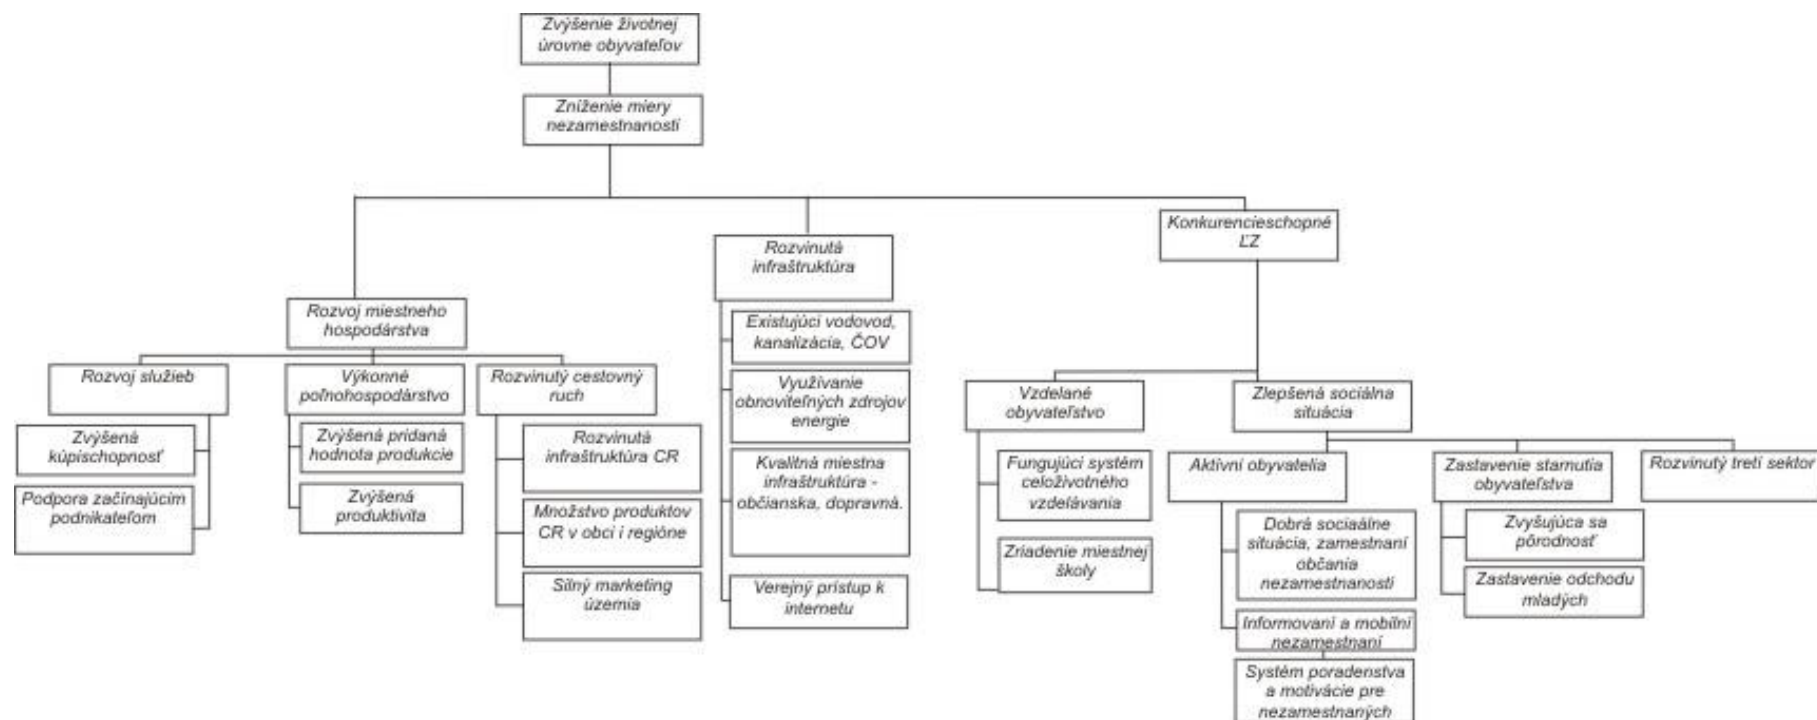 Zvýšenie životnej
úrovne obyvateľov
Zníženie miery
nezamestnanosti
Konkurencieschopné
ĽZ
Rozvinutá
infraštruktúra
Rozvoj miestneho
hospodárstva
Rozvoj služieb
Zvýšená
kúpischopnosť
Podpora začínajúcim
podnikateľom
Výkonné
poľnohospodárstvo
Zvýšená pridaná
hodnota produkcie
Zvýšená
produktivita
Rozvinutý cestovný
ruch
Rozvinutá
infraštruktúra CR
Množstvo produktov
CR v obci i regióne
Silný marketing
územia
Existujúci vodovod,
kanalizácia, ČOV
Využívanie
obnoviteľných zdrojov
energie
Kvalitná miestna
infraštruktúra -
občianska, dopravná.
Verejný prístup k
internetu
Vzdelané
obyvateľstvo
Fungujúci systém
celoživotného
vzdelávania
Zriadenie miestnej
školy
Zlepšená sociálna
situácia
Aktívni obyvatelia
Dobrá sociaálne
situácia, zamestnaní
občania
nezamestnanosti
Informovaní a mobilní
nezamestnaní
Systém poradenstva
a motivácie pre
nezamestnaných
Zastavenie starnutia
obyvateľstva
Zvyšujúca sa
pôrodnosť
Zastavenie odchodu
mladých
Rozvinutý tretí sektor